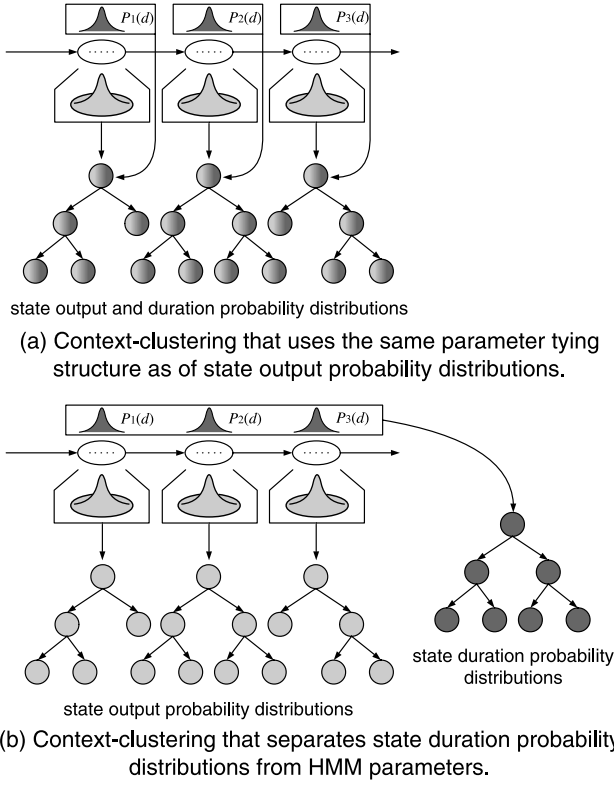 P1(d) P2(d) P3(d)
..... ..... .....
state output and duration probability distributions
(a) Context-clustering that uses the same parameter tying
structure as of state output probability distributions.
P1(d) P2(d) P3(d)
..... ..... .....
state duration probability
distributions
state output probability distributions
(b) Context-clustering that separates state duration probability
distributions from HMM parameters.